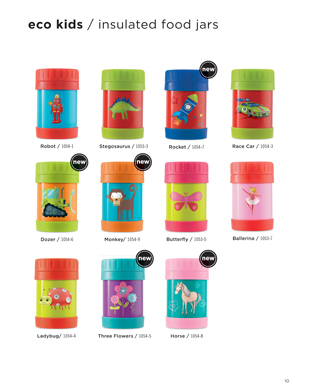 eco kids / insulated food jars
new
Robot / 1056-1
Stegosaurus / 1053-3
Rocket / 1054-7
Race Car / 1054-3
new
new
Dozer / 1054-6
Monkey/ 1054-9
Butterfly / 1053-5
Ballerina / 1053-7
new
new
Ladybug/ 1054-4
Three Flowers / 1054-5
Horse / 1054-8
10